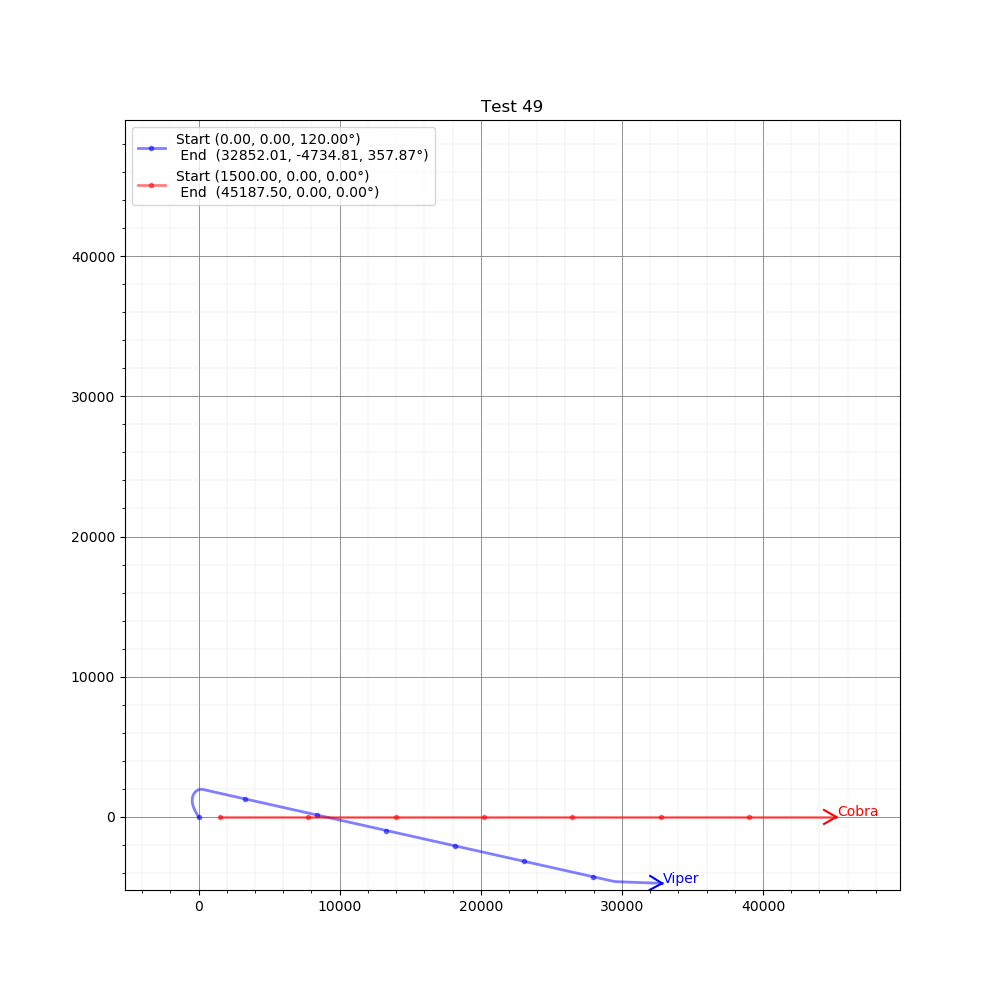 Test 49
Start (0.00, 0.00, 120.00°)
End  (32852.01, -4734.81, 357.87°)
Start (1500.00, 0.00, 0.00°)
End  (45187.50, 0.00, 0.00°)
40000
30000
20000
10000
0
Cobra
Viper
0
10000
20000
30000
40000